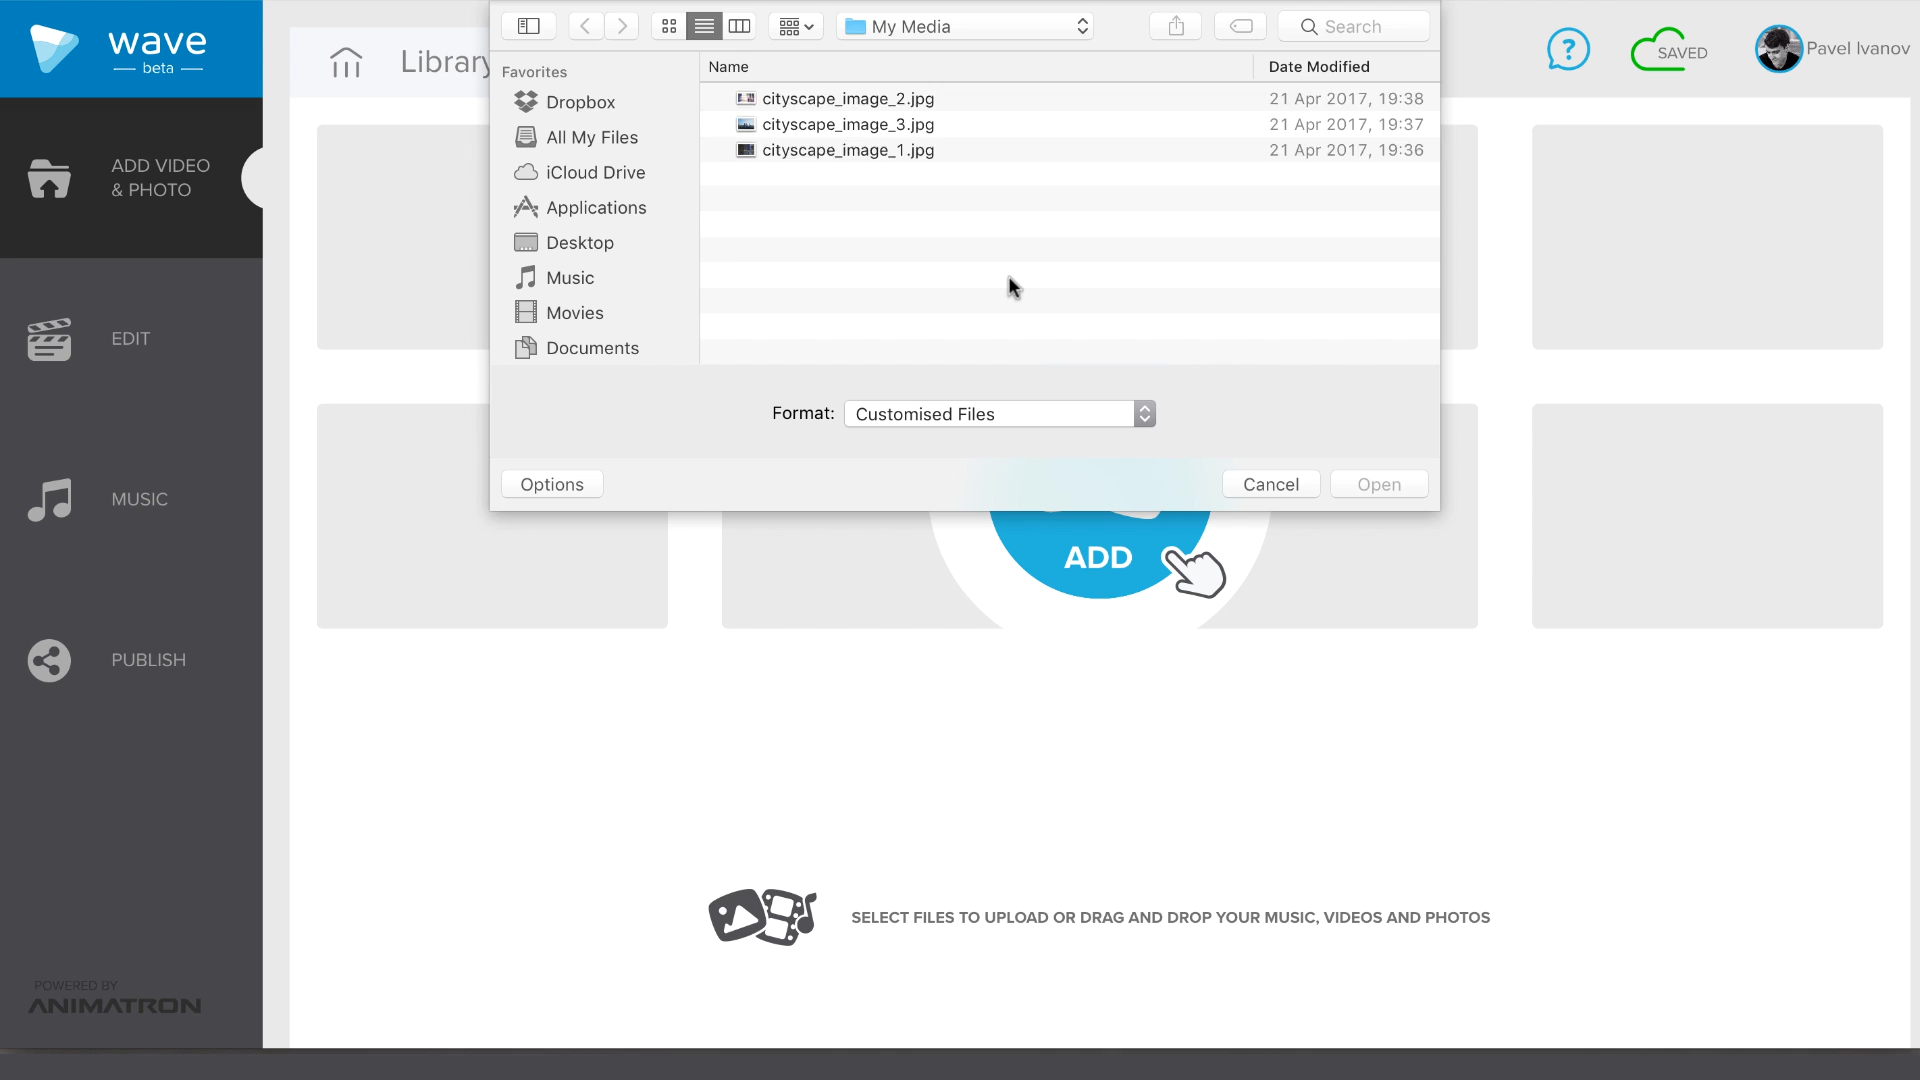 wave
beta
Library
My Media
Search
SAVED
Pavel Ivanov
Favorites
Dropbox
All My Files
iCloud Drive
Applications
Desktop
Music
Movies
Documents
Name
Date Modified
cityscape_image_2.jpg
21 Apr 2017, 19:38
cityscape_image_3.jpg
21 Apr 2017, 19:37
cityscape_image_1.jpg
21 Apr 2017, 19:36
Format:
Customised Files
Options
Cancel
Open
ADD VIDEO
& PHOTO
EDIT
MUSIC
PUBLISH
ADD
SELECT FILES TO UPLOAD OR DRAG AND DROP YOUR MUSIC, VIDEOS AND PHOTOS
POWERED BY
ANIMATRON